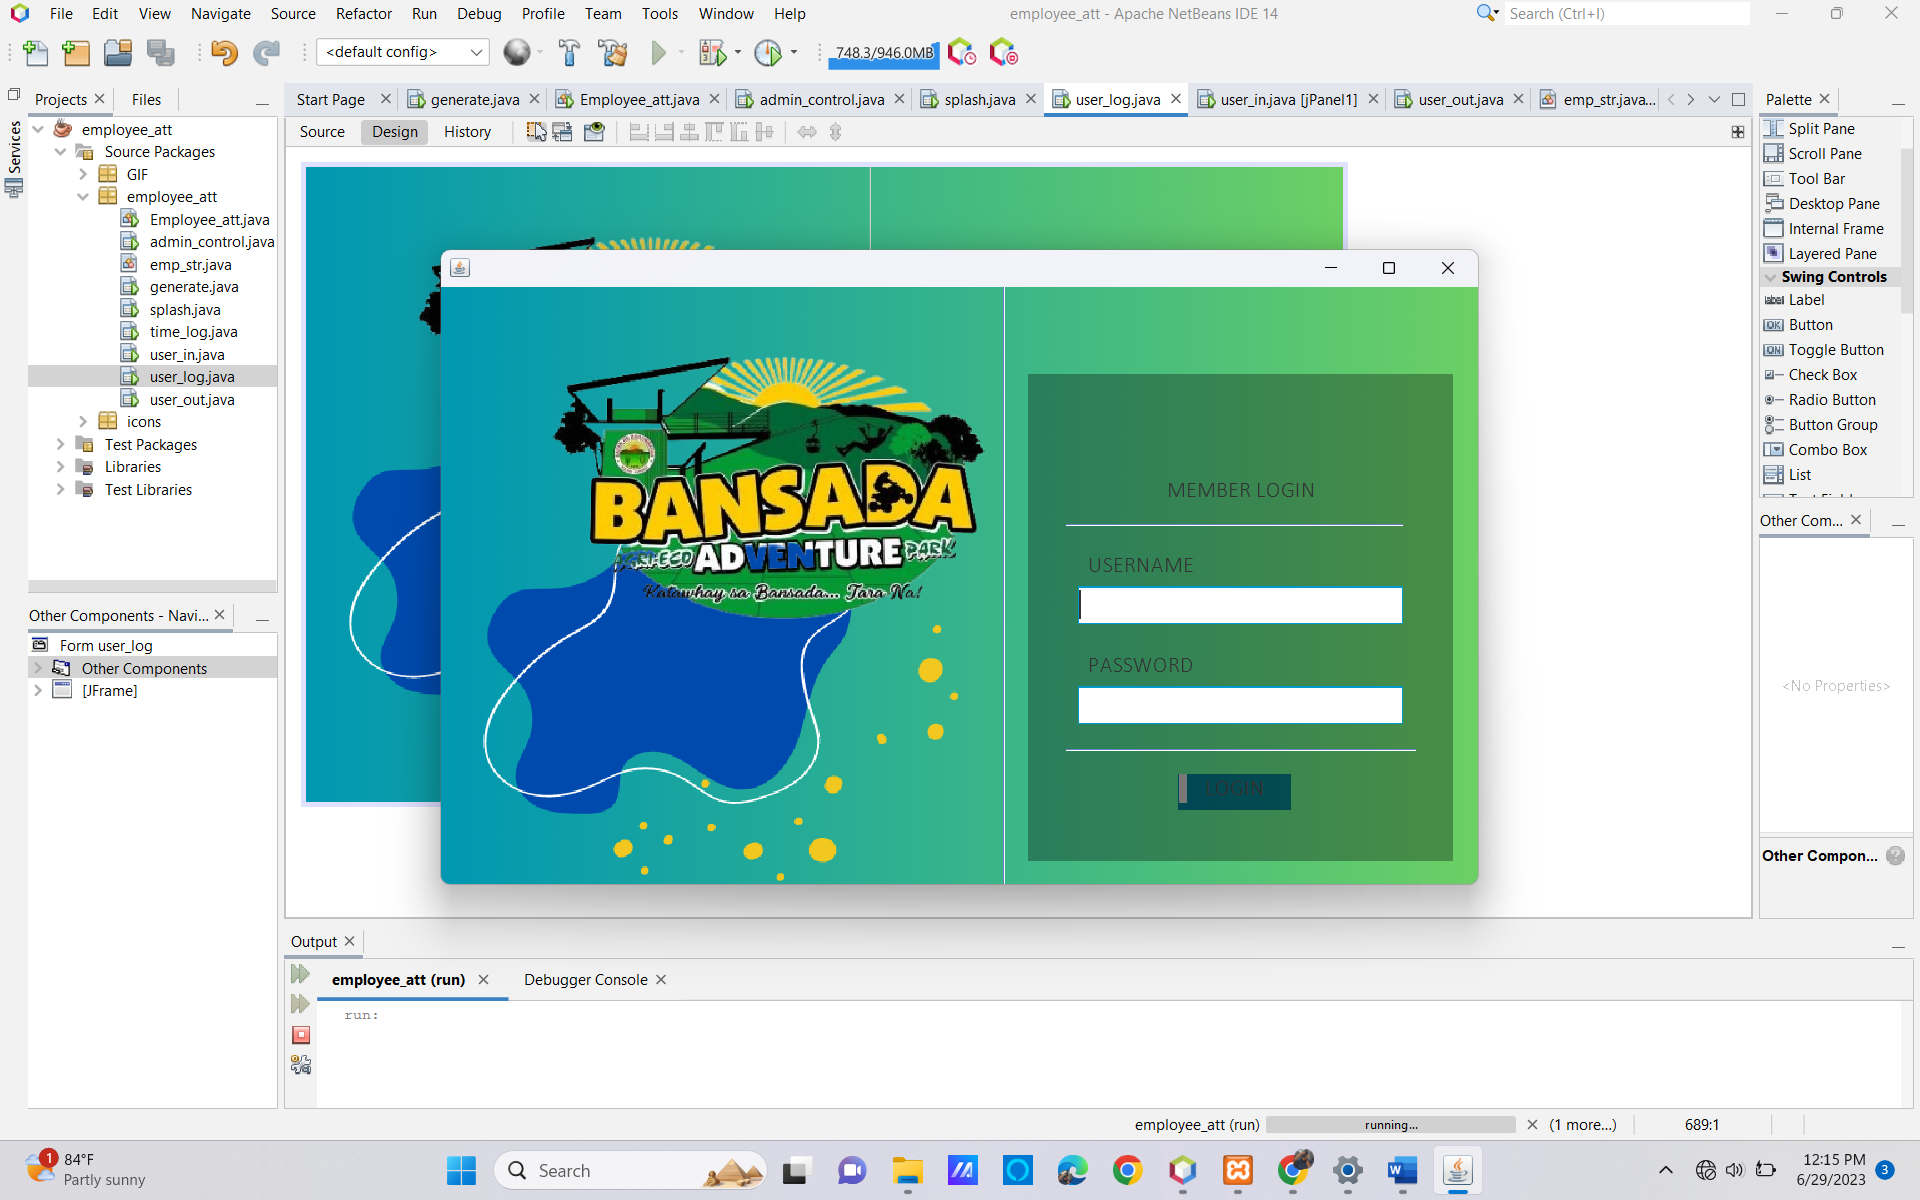 File Edit View Navigate Source Refactor Run Debug Profile Team Tools Window Help
employee_att - Apache NetBeans IDE 14
Search (Ctrl+I)
<default config>
748.3/946.0MB
Services
Projects
Files
employee_att
Source Packages
GIF
employee_att
Employee_att.java
admin_control.java
emp_str.java
generate.java
splash.java
time_log.java
user_in.java
user_log.java
user_out.java
icons
Test Packages
Libraries
Test Libraries
Other Components - Navi...
Form user_log
Other Components
[JFrame]
Start Page
generate.java
Employee_att.java
admin_control.java
splash.java
user_log.java
user_in.java [jPanel1]
user_out.java
emp_str.java...
Source Design History
BANSADA
AGRI-ECO ADVENTURE PARK
Katawhay sa Bansada... Tara Na!
MEMBER LOGIN
USERNAME
PASSWORD
LOGIN
Palette
Split Pane
Scroll Pane
Tool Bar
Desktop Pane
Internal Frame
Layered Pane
Swing Controls
label Label
OK Button
ON Toggle Button
Check Box
Radio Button
Button Group
Combo Box
List
Other Com...
<No Properties>
Other Compon...
Output
employee_att (run)
Debugger Console
run:
employee_att (run)
running...
(1 more...)
689:1
1
84°F
Partly sunny
Search
12:15 PM
6/29/2023
3